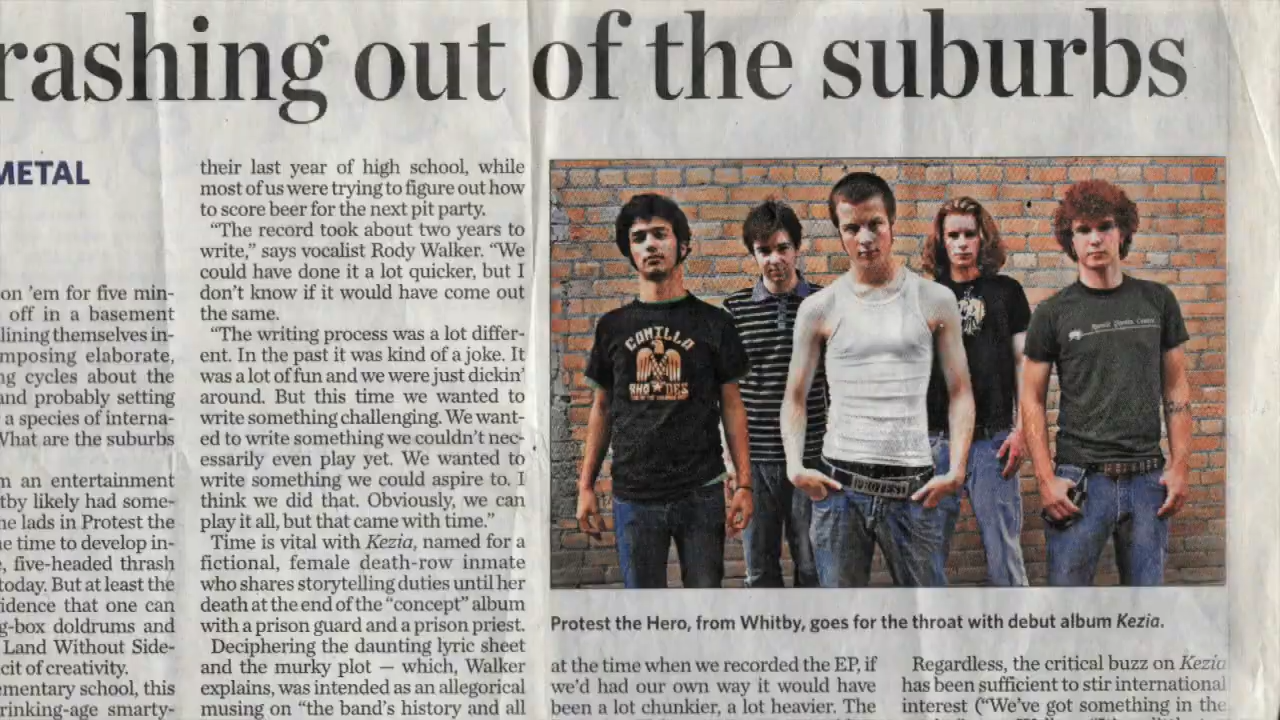 rashing out of the suburbs
METAL
on 'em for five min-
off in a basement
lining themselves in-
mposing elaborate,
ng cycles about the
and probably setting
a species of interna-
What are the suburbs
m an entertainment
tby likely had some-
he lads in Protest the
e time to develop in-
, five-headed thrash
today. But at least the
idence that one can
g-box doldrums and
Land Without Side-
cit of creativity.
ementary school, this
rinking-age smarty-
their last year of high school, while
most of us were trying to figure out how
to score beer for the next pit party.
"The record took about two years to
write," says vocalist Rody Walker. "We
could have done it a lot quicker, but I
don't know if it would have come out
the same.
"The writing process was a lot differ-
ent. In the past it was kind of a joke. It
was a lot of fun and we were just dickin'
around. But this time we wanted to
write something challenging. We want-
ed to write something we couldn't nec-
essarily even play yet. We wanted to
write something we could aspire to. I
think we did that. Obviously, we can
play it all, but that came with time."
Time is vital with Kezia, named for a
fictional, female death-row inmate
who shares storytelling duties until her
death at the end of the "concept" album
with a prison guard and a prison priest.
Deciphering the daunting lyric sheet
and the murky plot — which, Walker
explains, was intended as an allegorical
musing on "the band's history and all
COMILLO
RHO DES
PROTEST
Protest the Hero, from Whitby, goes for the throat with debut album Kezia.
at the time when we recorded the EP, if
we'd had our own way it would have
been a lot chunkier, a lot heavier. The
Regardless, the critical buzz on Kezia
has been sufficient to stir international
interest ("We've got something in the